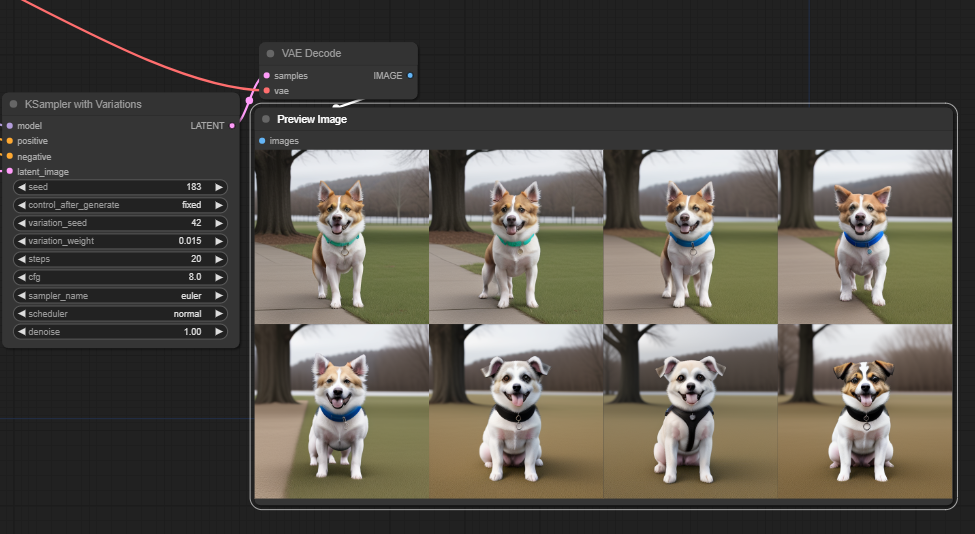 VAE Decode
samples IMAGE
vae
KSampler with Variations
model LATENT
positive
negative
latent_image
seed 183
control_after_generate fixed
variation_seed 42
variation_weight 0.015
steps 20
cfg 8.0
sampler_name euler
scheduler normal
denoise 1.00
Preview Image
images